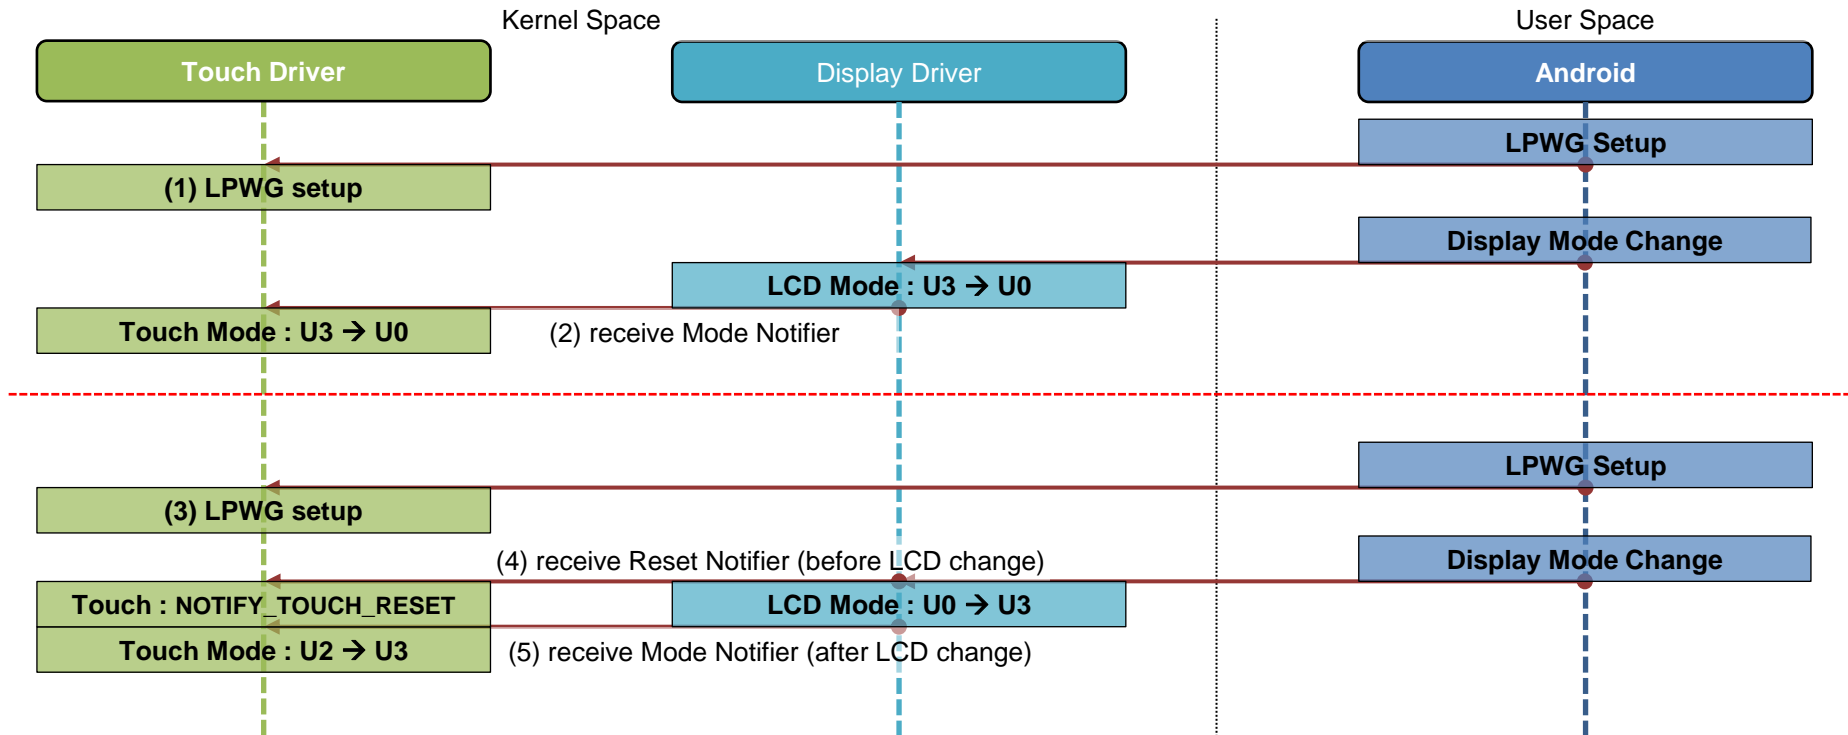 Kernel Space
User Space
Touch Driver
Display Driver
Android
LPWG Setup
(1) LPWG setup
Display Mode Change
LCD Mode : U3 → U0
Touch Mode : U3 → U0
(2) receive Mode Notifier
LPWG Setup
(3) LPWG setup
(4) receive Reset Notifier (before LCD change)
Display Mode Change
Touch : NOTIFY_TOUCH_RESET
LCD Mode : U0 → U3
Touch Mode : U2 → U3
(5) receive Mode Notifier (after LCD change)